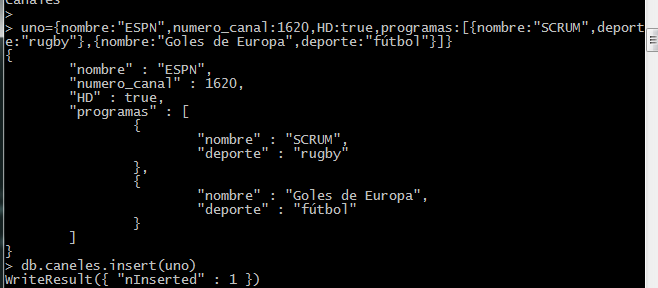 Canales
>
> uno={nombre:"ESPN",numero_canal:1620,HD:true,programas:[{nombre:"SCRUM",deport
e:"rugby"},{nombre:"Goles de Europa",deporte:"fútbol"}]}
{
"nombre" : "ESPN",
"numero_canal" : 1620,
"HD" : true,
"programas" : [
{
"nombre" : "SCRUM",
"deporte" : "rugby"
},
{
"nombre" : "Goles de Europa",
"deporte" : "fútbol"
}
]
}
> db.caneles.insert(uno)
WriteResult({ "nInserted" : 1 })